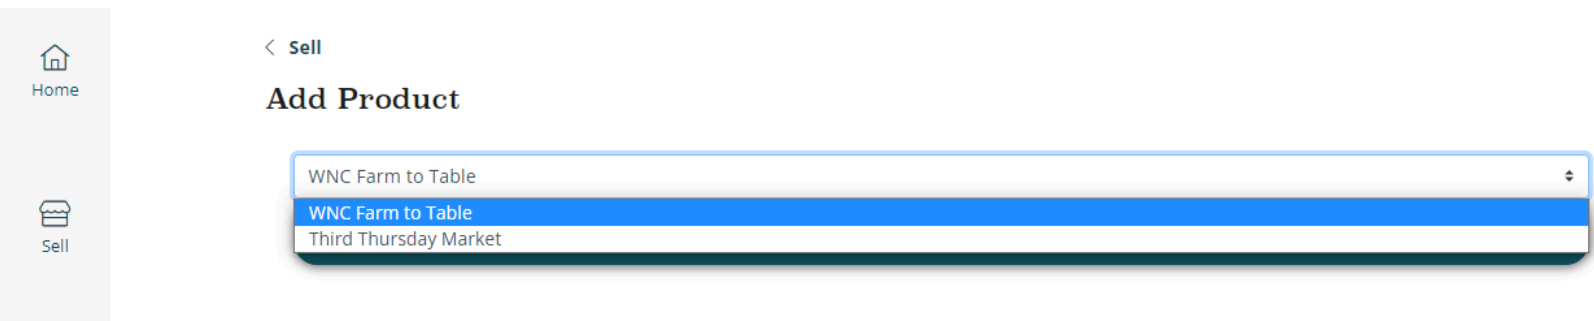 Home
Sell
Sell
Add Product
WNC Farm to Table
WNC Farm to Table
Third Thursday Market